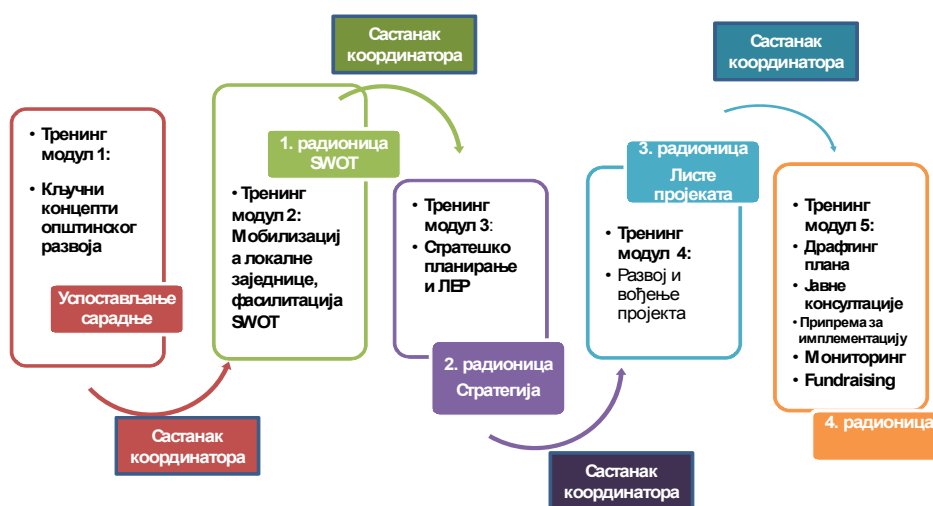 Састанак
координатора
Састанак
координатора
• Тренинг
модул 1:
• Кључни
концепти
општинског
развоја
Успостављање
сарадње
1. радионица
SWOT
• Тренинг
модул 2:
Мобилизациј
а локалне
заједнице,
фасилитација
SWOT
• Тренинг
модул 3:
• Стратешко
планирање
и ЛЕР
2. радионица
Стратегија
3. радионица
Листе
пројеката
• Тренинг
модул 4:
• Развој и
вођење
пројекта
• Тренинг
модул 5:
• Драфтинг
плана
• Јавне
консултације
• Припрема за
имплементацију
• Мониторинг
• Fundraising
4. радионица
Састанак
координатора
Састанак
координатора